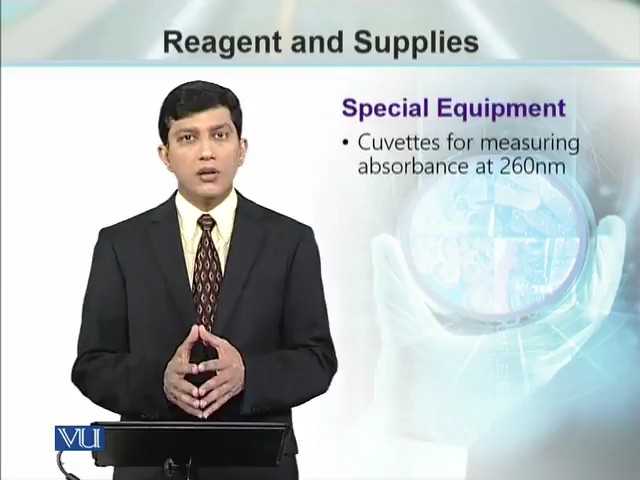 Reagent and Supplies
Special Equipment
• Cuvettes for measuring
absorbance at 260nm
VU